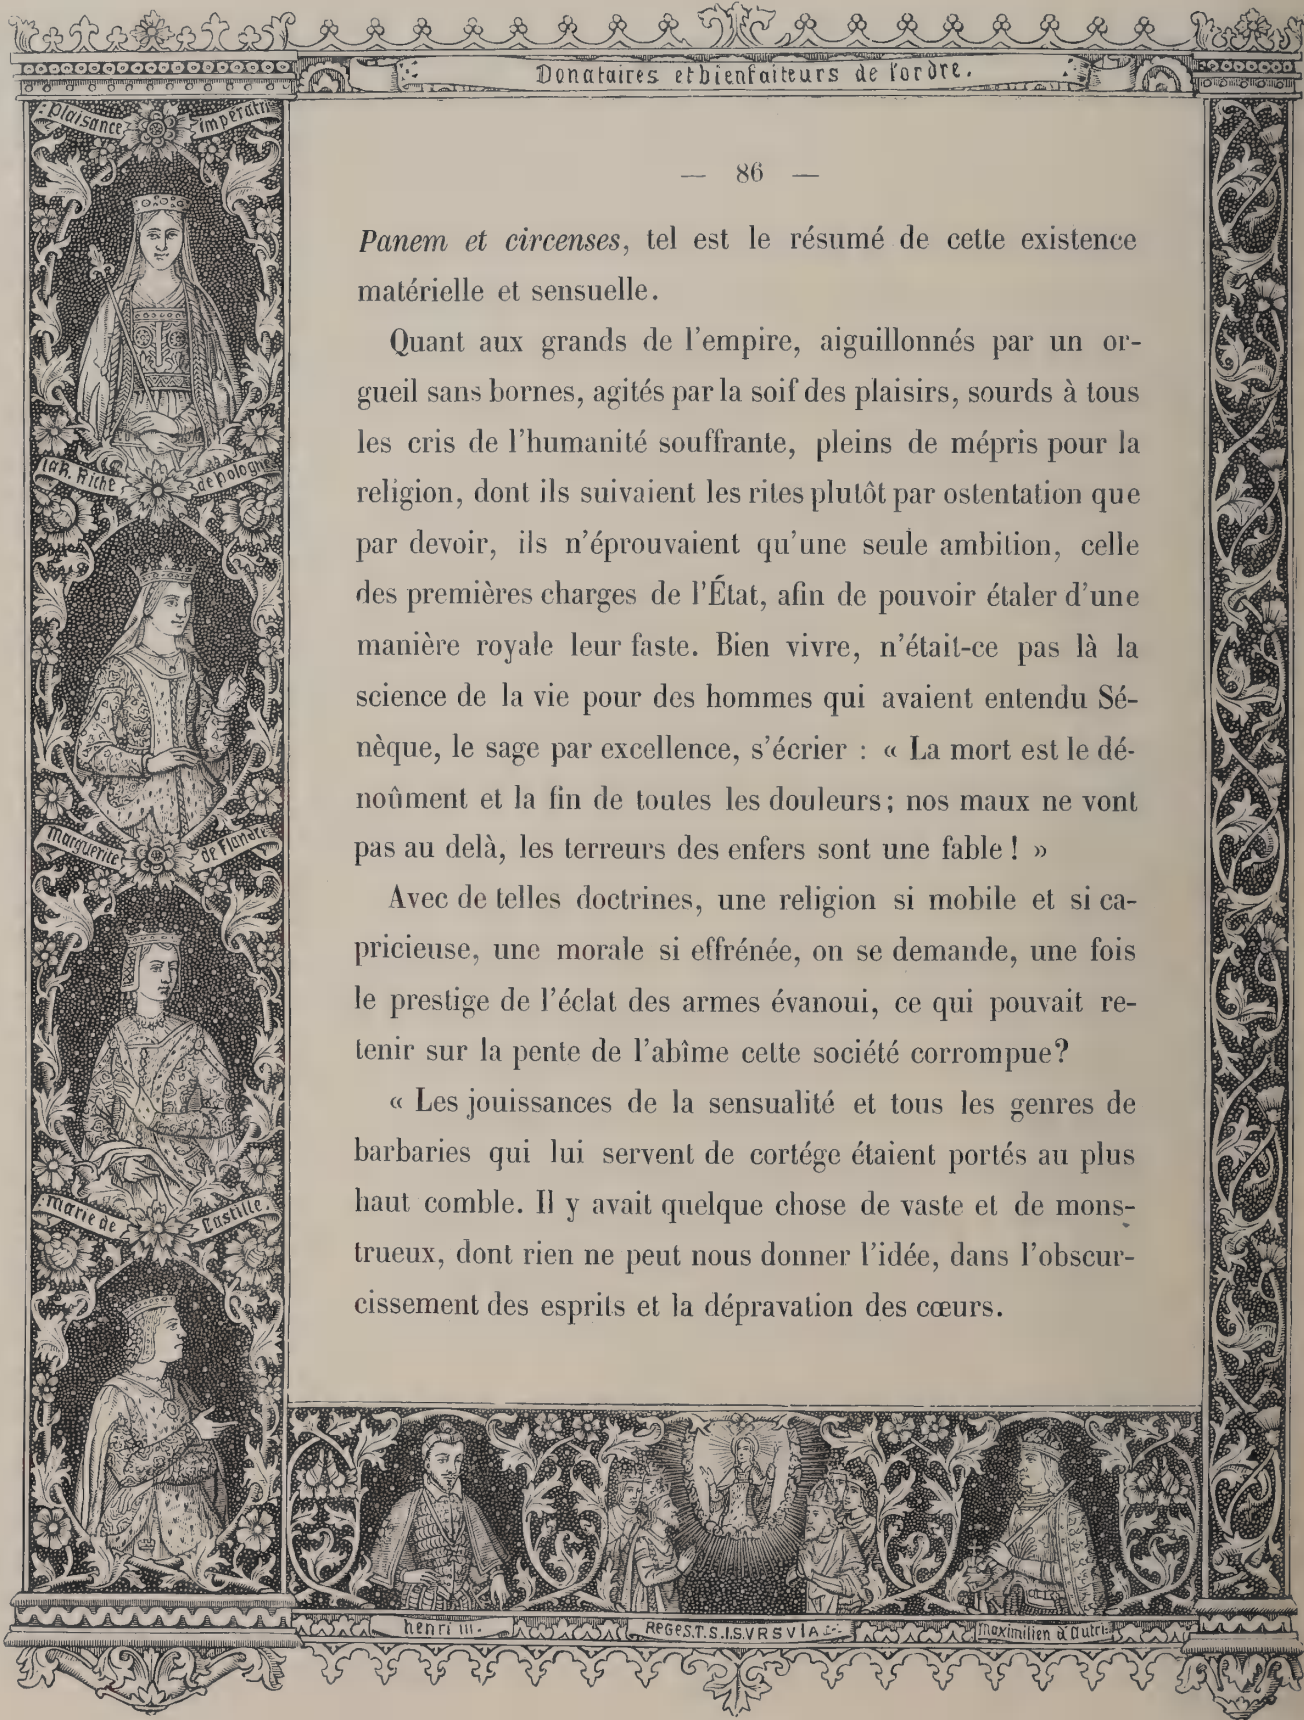 Donataires et bienfaiteurs de l'ordre.
plaisance impératri
— 86 —
Panem et circenses, tel est le résumé de cette existence
matérielle et sensuelle.
Quant aux grands de l'empire, aiguillonnés par un or-
gueil sans bornes, agités par la soif des plaisirs, sourds à tous
les cris de l'humanité souffrante, pleins de mépris pour la
religion, dont ils suivaient les rites plutôt par ostentation que
par devoir, ils n'éprouvaient qu'une seule ambition, celle
des premières charges de l'État, afin de pouvoir étaler d'une
manière royale leur faste. Bien vivre, n'était-ce pas là la
science de la vie pour des hommes qui avaient entendu Sé-
nèque, le sage par excellence, s'écrier : « La mort est le dé-
noûment et la fin de toutes les douleurs; nos maux ne vont
pas au delà, les terreurs des enfers sont une fable ! »
Avec de telles doctrines, une religion si mobile et si ca-
pricieuse, une morale si effrénée, on se demande, une fois
le prestige de l'éclat des armes évanoui, ce qui pouvait re-
tenir sur la pente de l'abîme cette société corrompue?
« Les jouissances de la sensualité et tous les genres de
barbaries qui lui servent de cortége étaient portés au plus
haut comble. Il y avait quelque chose de vaste et de mons-
trueux, dont rien ne peut nous donner l'idée, dans l'obscur-
cissement des esprits et la dépravation des cœurs.
de pologne
marguerite de Flandre
marie de Castille.
henri III.
REGES.T.S.I.S.VRSVLA
maximilien d'Autri